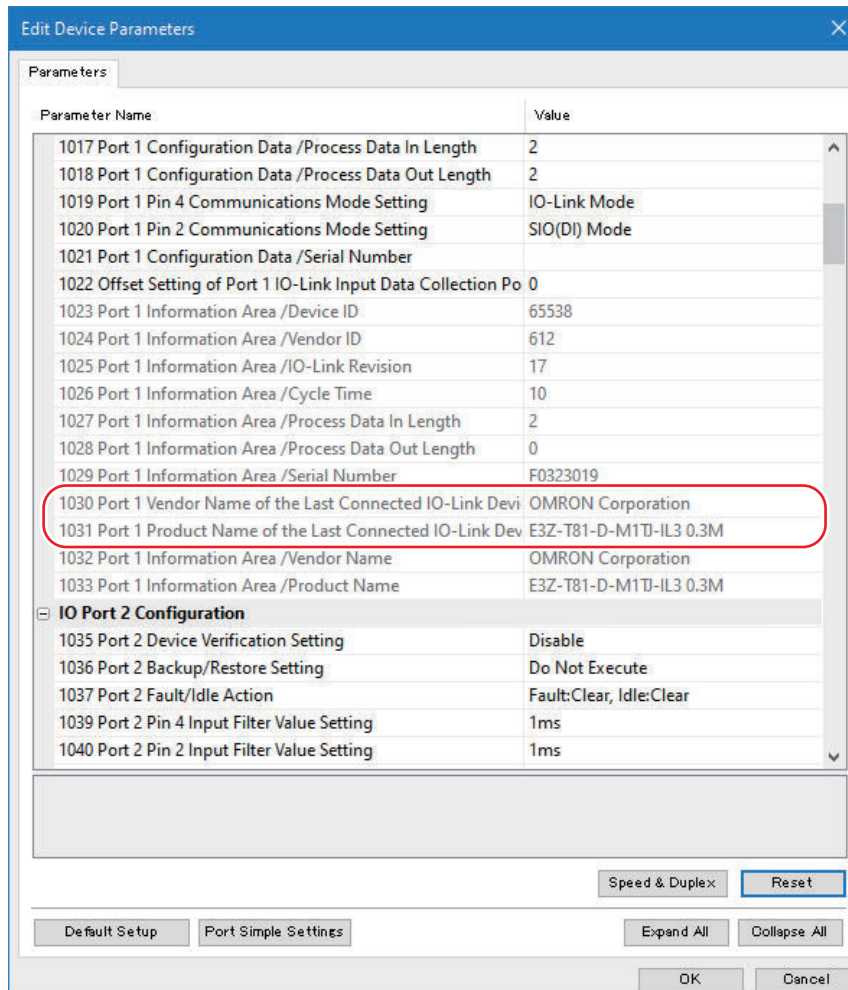 Edit Device Parameters
Parameters
Parameter Name Value
1017 Port 1 Configuration Data /Process Data In Length 2
1018 Port 1 Configuration Data /Process Data Out Length 2
1019 Port 1 Pin 4 Communications Mode Setting IO-Link Mode
1020 Port 1 Pin 2 Communications Mode Setting SIO(DI) Mode
1021 Port 1 Configuration Data /Serial Number
1022 Offset Setting of Port 1 IO-Link Input Data Collection Po 0
1023 Port 1 Information Area /Device ID 65538
1024 Port 1 Information Area /Vendor ID 612
1025 Port 1 Information Area /IO-Link Revision 17
1026 Port 1 Information Area /Cycle Time 10
1027 Port 1 Information Area /Process Data In Length 2
1028 Port 1 Information Area /Process Data Out Length 0
1029 Port 1 Information Area /Serial Number F0323019
1030 Port 1 Vendor Name of the Last Connected IO-Link Devi OMRON Corporation
1031 Port 1 Product Name of the Last Connected IO-Link Dev E3Z-T81-D-M1TJ-IL3 0.3M
1032 Port 1 Information Area /Vendor Name OMRON Corporation
1033 Port 1 Information Area /Product Name E3Z-T81-D-M1TJ-IL3 0.3M
IO Port 2 Configuration
1035 Port 2 Device Verification Setting Disable
1036 Port 2 Backup/Restore Setting Do Not Execute
1037 Port 2 Fault/Idle Action Fault:Clear, Idle:Clear
1039 Port 2 Pin 4 Input Filter Value Setting 1ms
1040 Port 2 Pin 2 Input Filter Value Setting 1ms
Speed & Duplex Reset
Default Setup Port Simple Settings Expand All Collapse All
OK Cancel